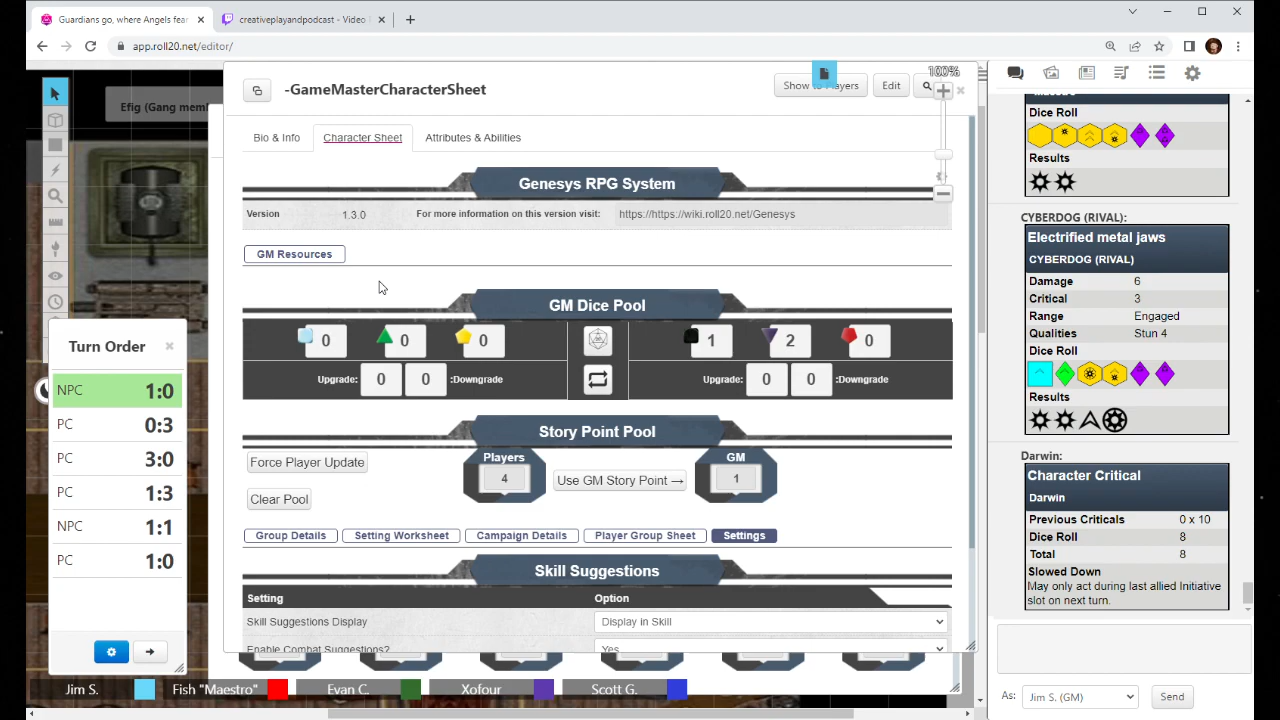 Guardians go, where Angels fear
creativeplayandpodcast - Video
app.roll20.net/editor/
Efig (Gang mem
-GameMasterCharacterSheet
Show to Players
Edit
100%
Bio & Info
Character Sheet
Attributes & Abilities
Genesys RPG System
Version 1.3.0 For more information on this version visit: https://https://wiki.roll20.net/Genesys
GM Resources
GM Dice Pool
0 0 0 1 2 0
Upgrade: 0 0 :Downgrade Upgrade: 0 0 :Downgrade
Story Point Pool
Force Player Update
Clear Pool
Players
4
Use GM Story Point →
GM
1
Group Details
Setting Worksheet
Campaign Details
Player Group Sheet
Settings
Skill Suggestions
Setting Option
Skill Suggestions Display Display in Skill
Enable Combat Suggestions? Yes
Turn Order
NPC 1:0
PC 0:3
PC 3:0
PC 1:3
NPC 1:1
PC 1:0
Jim S.
Fish "Maestro"
Evan C.
Xofour
Scott G.
Dice Roll
Results
CYBERDOG (RIVAL):
Electrified metal jaws
CYBERDOG (RIVAL)
Damage 6
Critical 3
Range Engaged
Qualities Stun 4
Dice Roll
Results
Darwin:
Character Critical
Darwin
Previous Criticals 0 x 10
Dice Roll 8
Total 8
Slowed Down
May only act during last allied Initiative
slot on next turn.
As: Jim S. (GM) Send